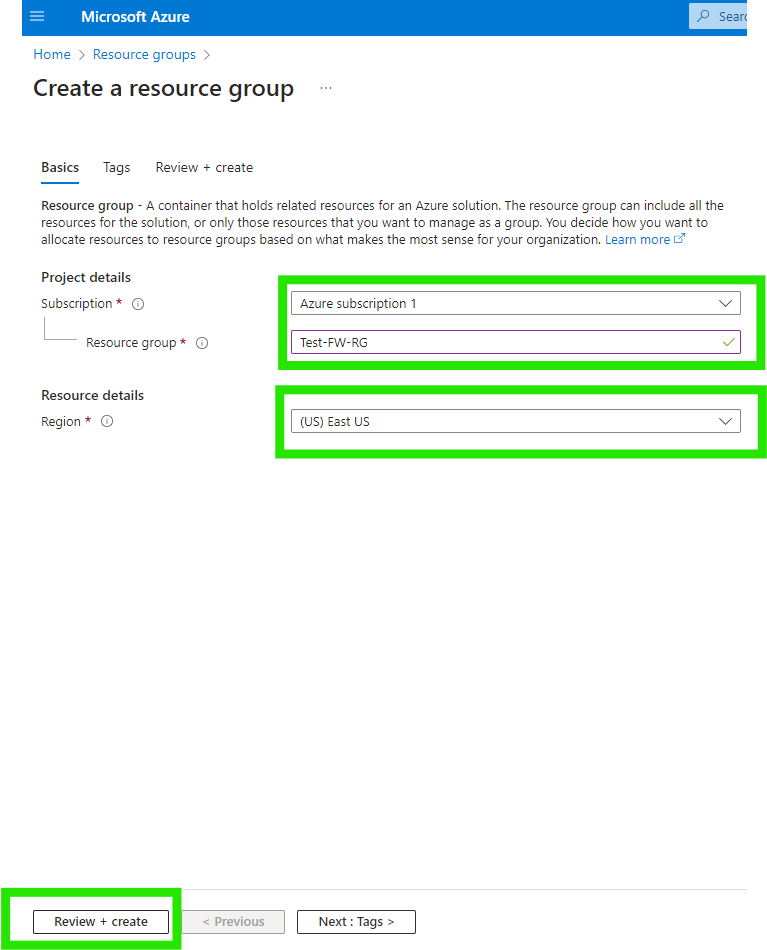 Microsoft Azure
Sear
Home > Resource groups >
Create a resource group ...
Basics Tags Review + create
Resource group - A container that holds related resources for an Azure solution. The resource group can include all the
resources for the solution, or only those resources that you want to manage as a group. You decide how you want to
allocate resources to resource groups based on what makes the most sense for your organization. Learn more
Project details
Subscription * Azure subscription 1
Resource group * Test-FW-RG
Resource details
Region * (US) East US
Review + create < Previous Next : Tags >